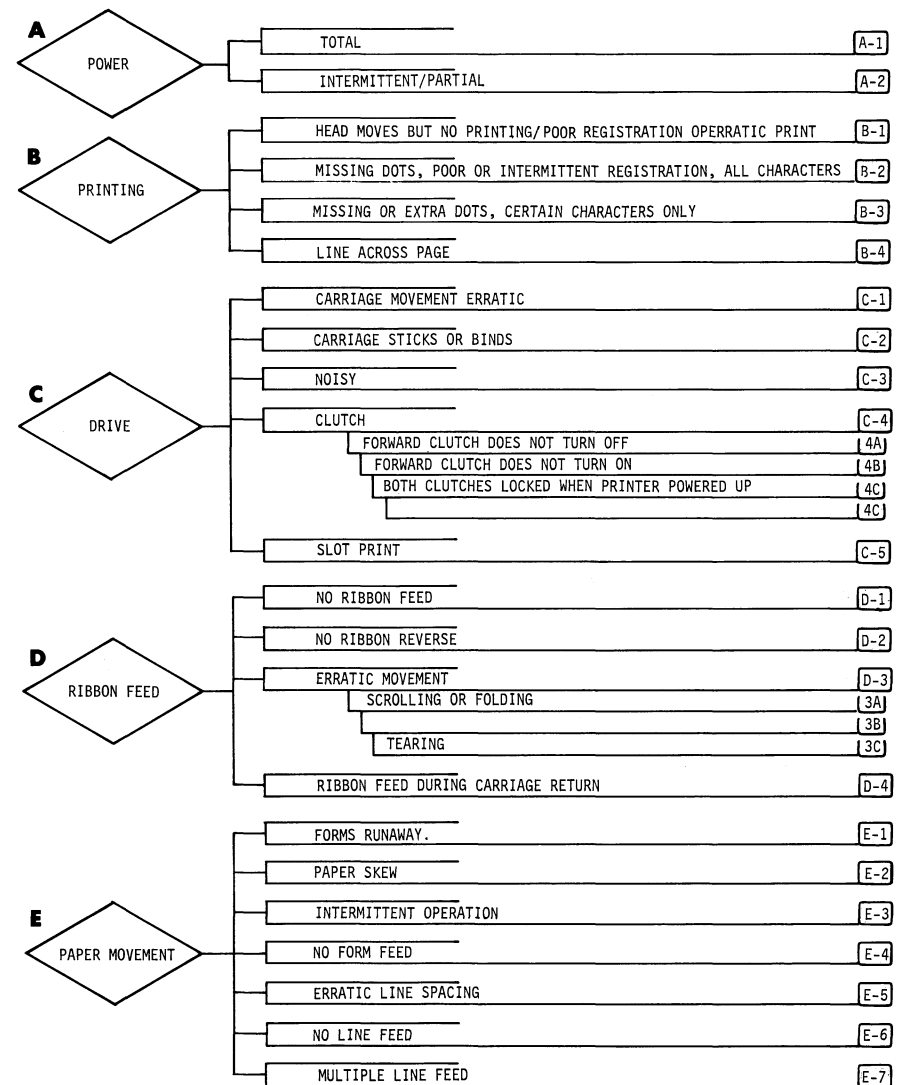 A
POWER
TOTAL A-1
INTERMITTENT/PARTIAL A-2
B
PRINTING
HEAD MOVES BUT NO PRINTING/POOR REGISTRATION OPERRATIC PRINT B-1
MISSING DOTS, POOR OR INTERMITTENT REGISTRATION, ALL CHARACTERS B-2
MISSING OR EXTRA DOTS, CERTAIN CHARACTERS ONLY B-3
LINE ACROSS PAGE B-4
C
DRIVE
CARRIAGE MOVEMENT ERRATIC C-1
CARRIAGE STICKS OR BINDS C-2
NOISY C-3
CLUTCH C-4
FORWARD CLUTCH DOES NOT TURN OFF 4A
FORWARD CLUTCH DOES NOT TURN ON 4B
BOTH CLUTCHES LOCKED WHEN PRINTER POWERED UP 4C
4C
SLOT PRINT C-5
D
RIBBON FEED
NO RIBBON FEED D-1
NO RIBBON REVERSE D-2
ERRATIC MOVEMENT D-3
SCROLLING OR FOLDING 3A
3B
TEARING 3C
RIBBON FEED DURING CARRIAGE RETURN D-4
E
PAPER MOVEMENT
FORMS RUNAWAY. E-1
PAPER SKEW E-2
INTERMITTENT OPERATION E-3
NO FORM FEED E-4
ERRATIC LINE SPACING E-5
NO LINE FEED E-6
MULTIPLE LINE FEED E-7